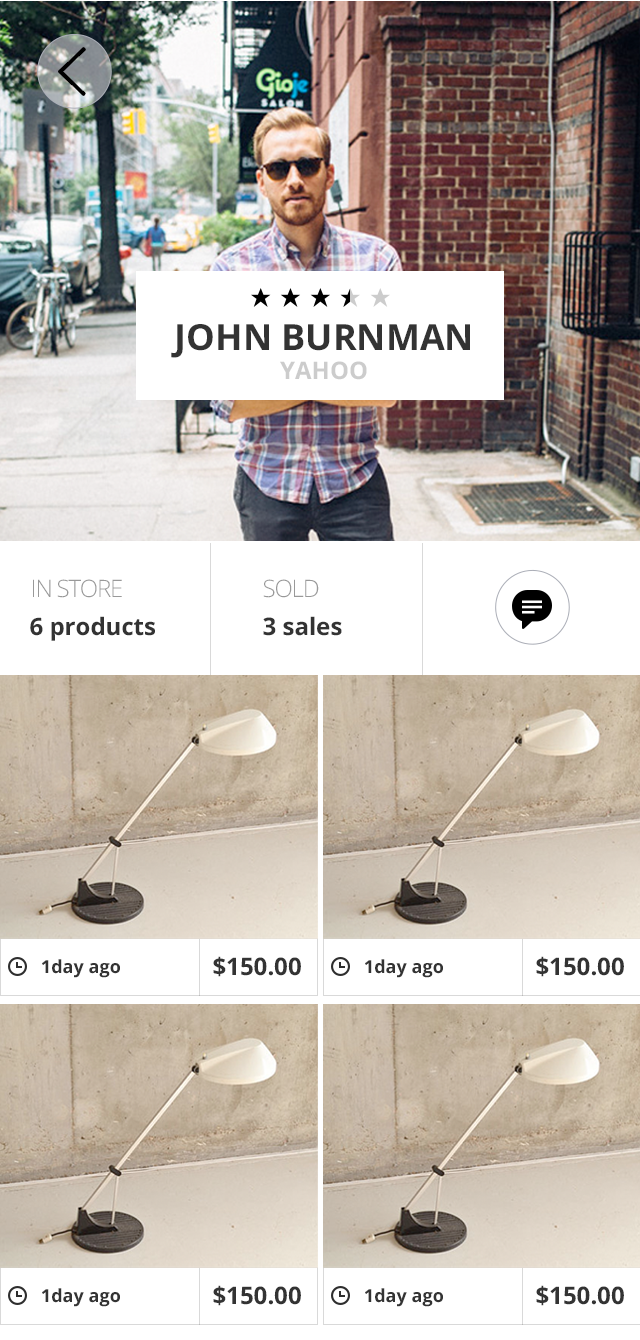 Gioje
SALON
JOHN BURNMAN
YAHOO
IN STORE
6 products
SOLD
3 sales
1day ago
$150.00
1day ago
$150.00
1day ago
$150.00
1day ago
$150.00